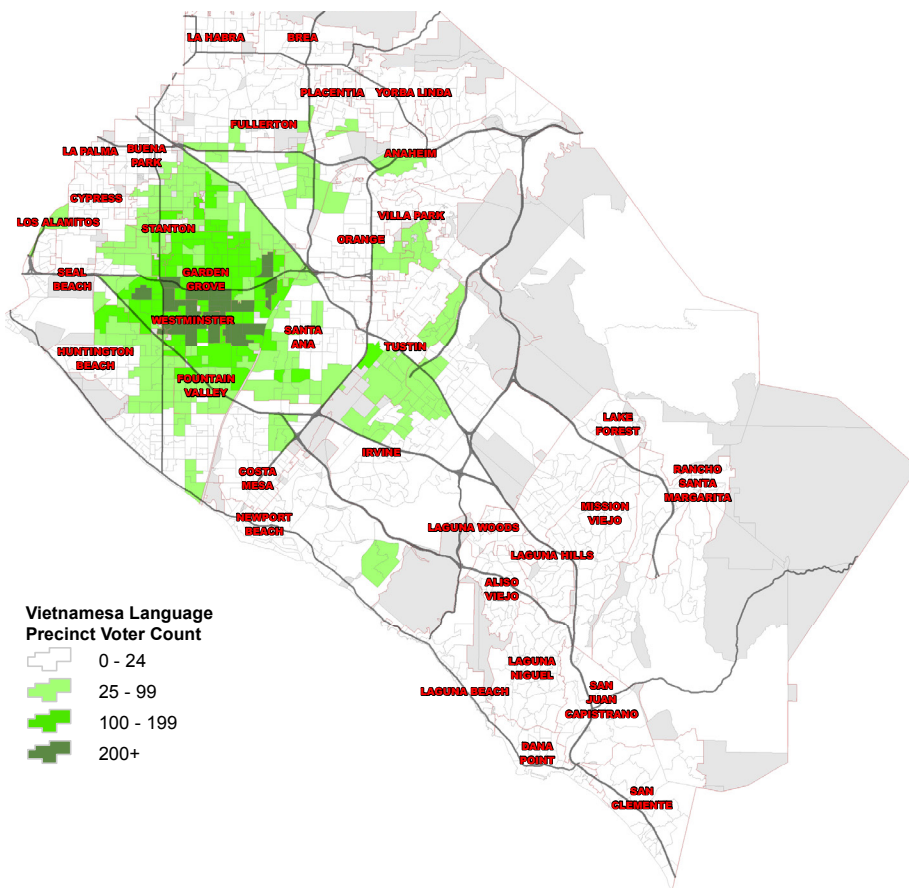 LA HABRA
BREA
PLACENTIA
YORBA LINDA
FULLERTON
LA PALMA
BUENA
PARK
ANAHEIM
CYPRESS
LOS ALAMITOS
STANTON
VILLA PARK
ORANGE
SEAL
BEACH
GARDEN
GROVE
WESTMINSTER
SANTA
ANA
TUSTIN
HUNTINGTON
BEACH
FOUNTAIN
VALLEY
LAKE
FOREST
IRVINE
COSTA
MESA
RANCHO
SANTA
MARGARITA
MISSION
VIEJO
NEWPORT
BEACH
LAGUNA WOODS
LAGUNA HILLS
ALISO
VIEJO
LAGUNA
NIGUEL
LAGUNA BEACH
SAN
JUAN
CAPISTRANO
DANA
POINT
SAN
CLEMENTE
Vietnamesa Language
Precinct Voter Count
0 - 24
25 - 99
100 - 199
200+